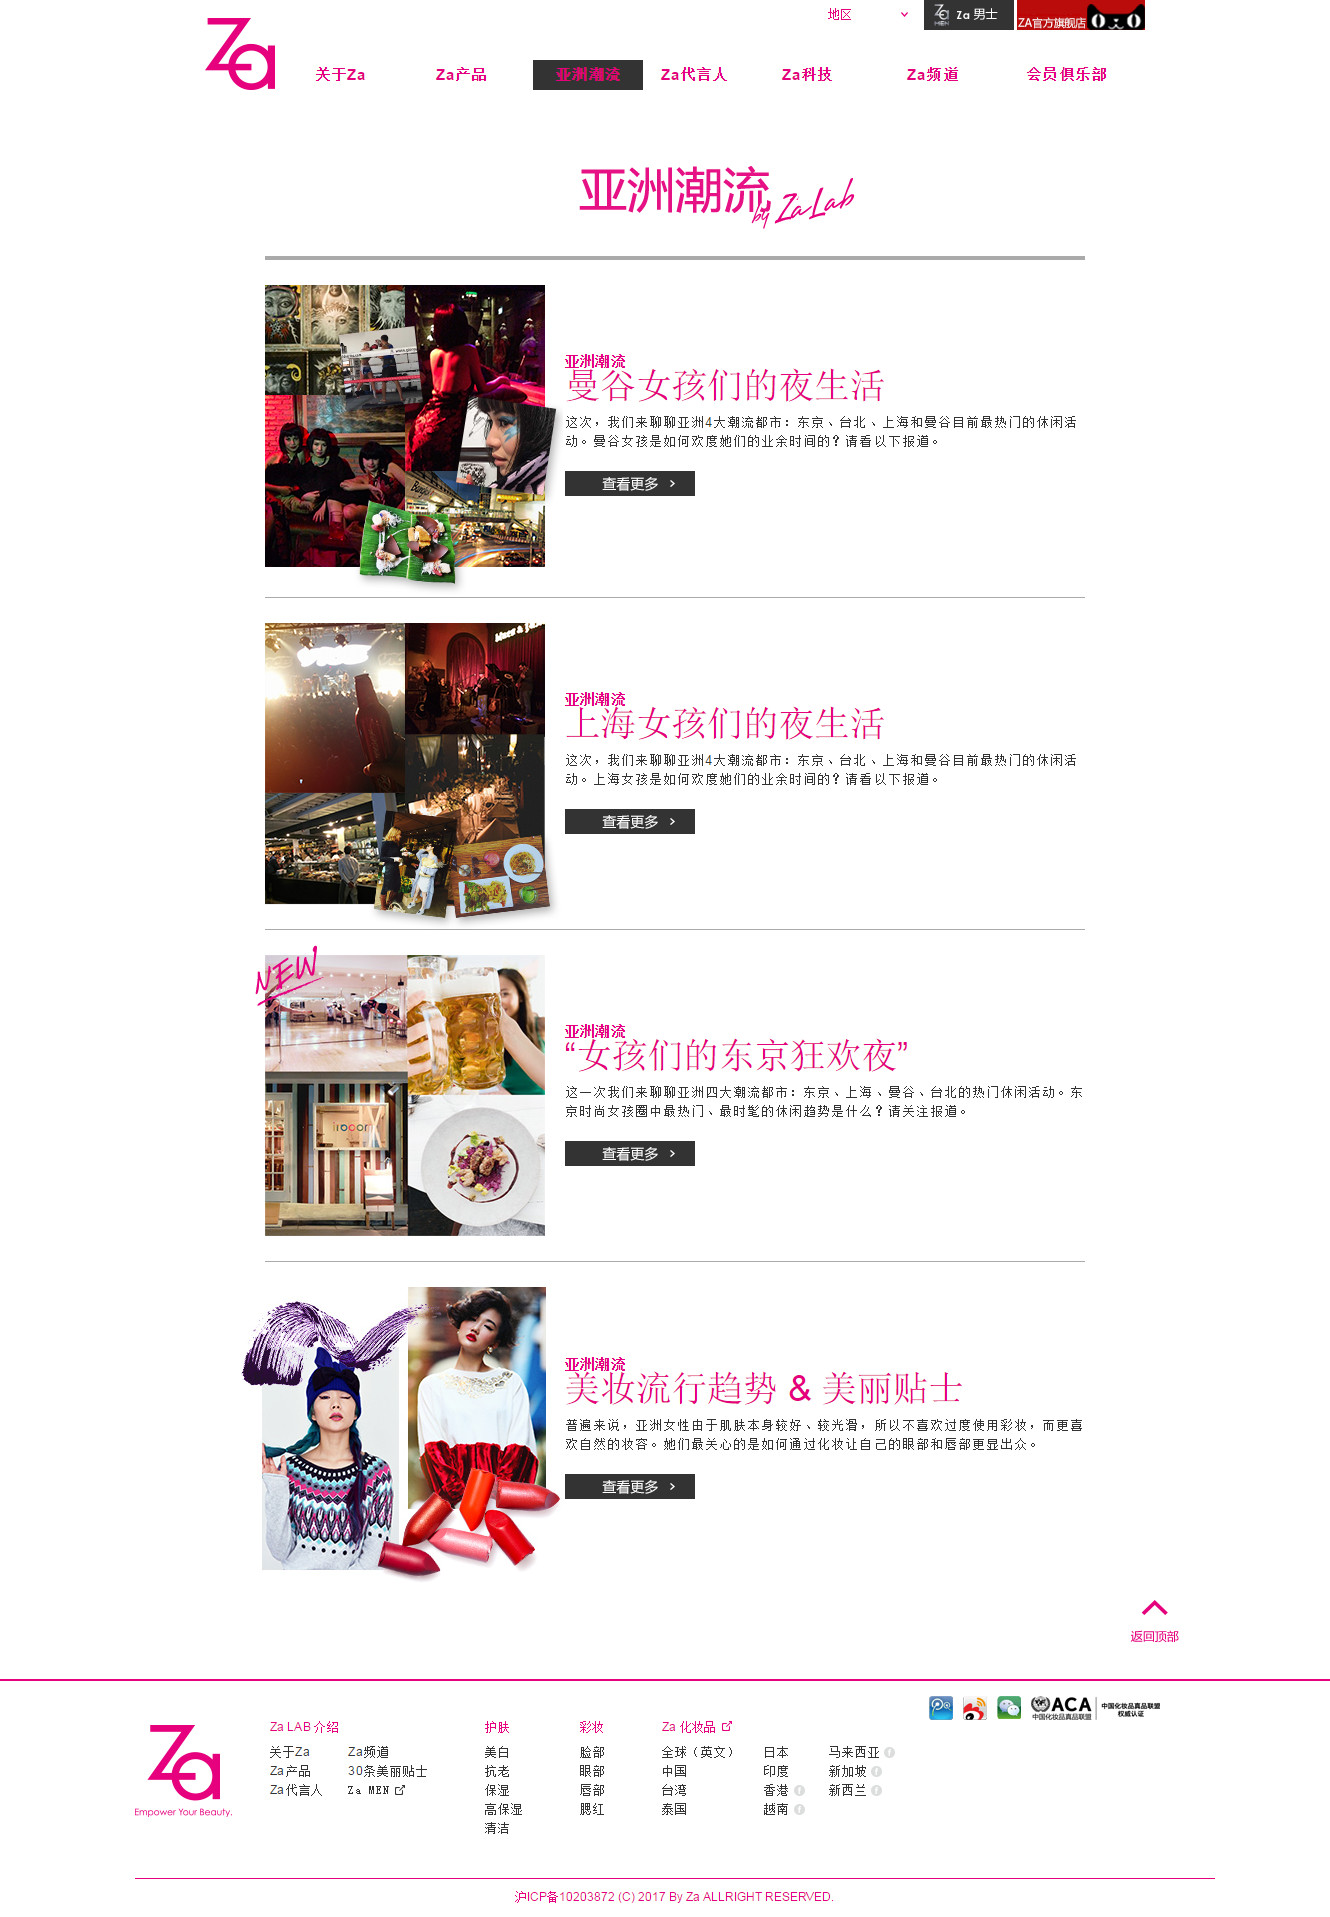 地区
Za 男士
ZA官方旗舰店
Za
关于Za
Za产品
亚洲潮流
Za代言人
Za科技
Za频道
会员俱乐部
亚洲潮流 by Za Lab
亚洲潮流
曼谷女孩们的夜生活
这次，我们来聊聊亚洲4大潮流都市：东京、台北、上海和曼谷目前最热门的休闲活
动。曼谷女孩是如何欢度她们的业余时间的？请看以下报道。
查看更多
亚洲潮流
上海女孩们的夜生活
这次，我们来聊聊亚洲4大潮流都市：东京、台北、上海和曼谷目前最热门的休闲活
动。上海女孩是如何欢度她们的业余时间的？请看以下报道。
查看更多
NEW
亚洲潮流
“女孩们的东京狂欢夜”
这一次我们来聊聊亚洲四大潮流都市：东京、上海、曼谷、台北的热门休闲活动。东
京时尚女孩圈中最热门、最时髦的休闲趋势是什么？请关注报道。
查看更多
亚洲潮流
美妆流行趋势 & 美丽贴士
普遍来说，亚洲女性由于肌肤本身较好、较光滑，所以不喜欢过度使用彩妆，而更喜
欢自然的妆容。她们最关心的是如何通过化妆让自己的眼部和唇部更显出众。
查看更多
返回顶部
ACA
中国化妆品真品联盟
中国化妆品真品联盟
权威认证
Za
Empower Your Beauty.
Za LAB 介绍
关于Za
Za产品
Za代言人
Za频道
30条美丽贴士
Za MEN
护肤
美白
抗老
保湿
高保湿
清洁
彩妆
脸部
眼部
唇部
腮红
Za 化妆品
全球（英文）
中国
台湾
泰国
日本
印度
香港
越南
马来西亚
新加坡
新西兰
沪ICP备10203872 (C) 2017 By Za ALLRIGHT RESERVED.